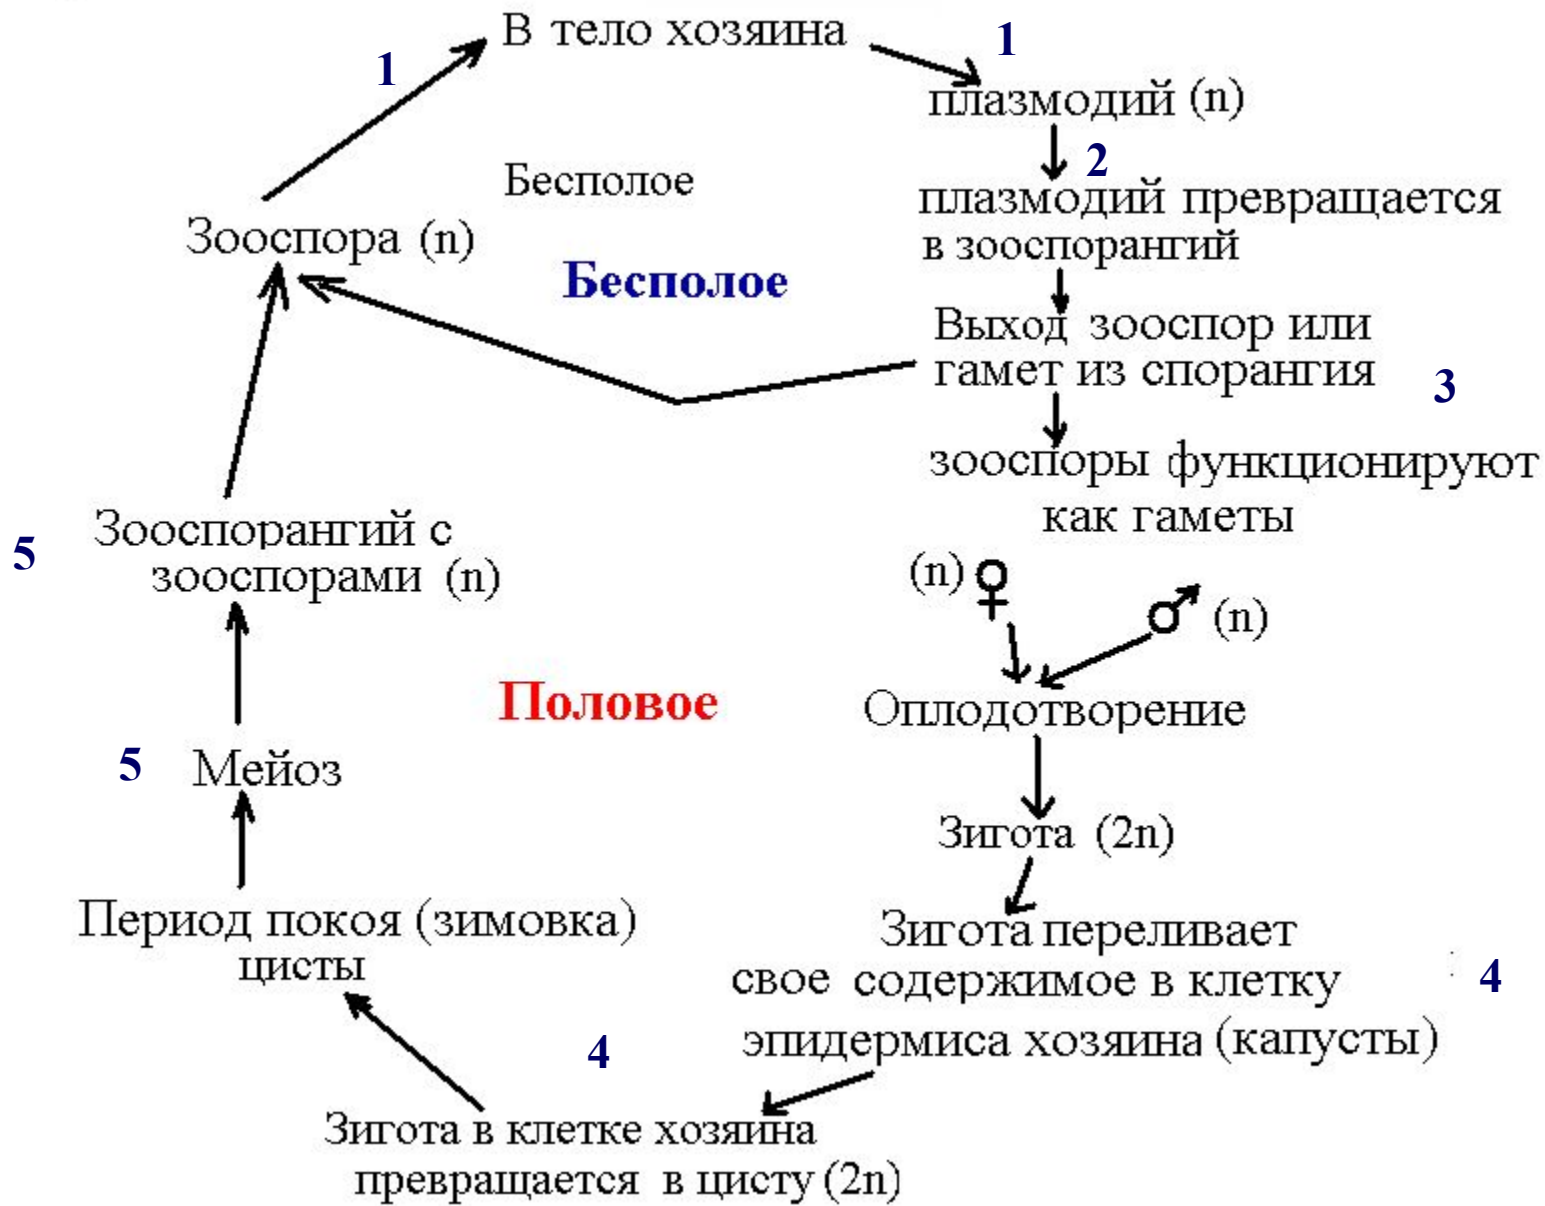 В тело хозяина
1
1
плазмодий (n)
2
Бесполое
плазмодий превращается
в зооспорангий
Зооспора (n)
Бесполое
Выход зооспор или
гамет из спорангия
3
зооспоры функционируют
как гаметы
Зооспорангий с
зооспорами (n)
5
(n) ♀
♂ (n)
Половое
Оплодотворение
5
Мейоз
Зигота (2n)
Период покоя (зимовка)
цисты
Зигота переливает
свое содержимое в клетку
эпидермиса хозяина (капусты)
4
4
Зигота в клетке хозяина
превращается в цисту (2n)